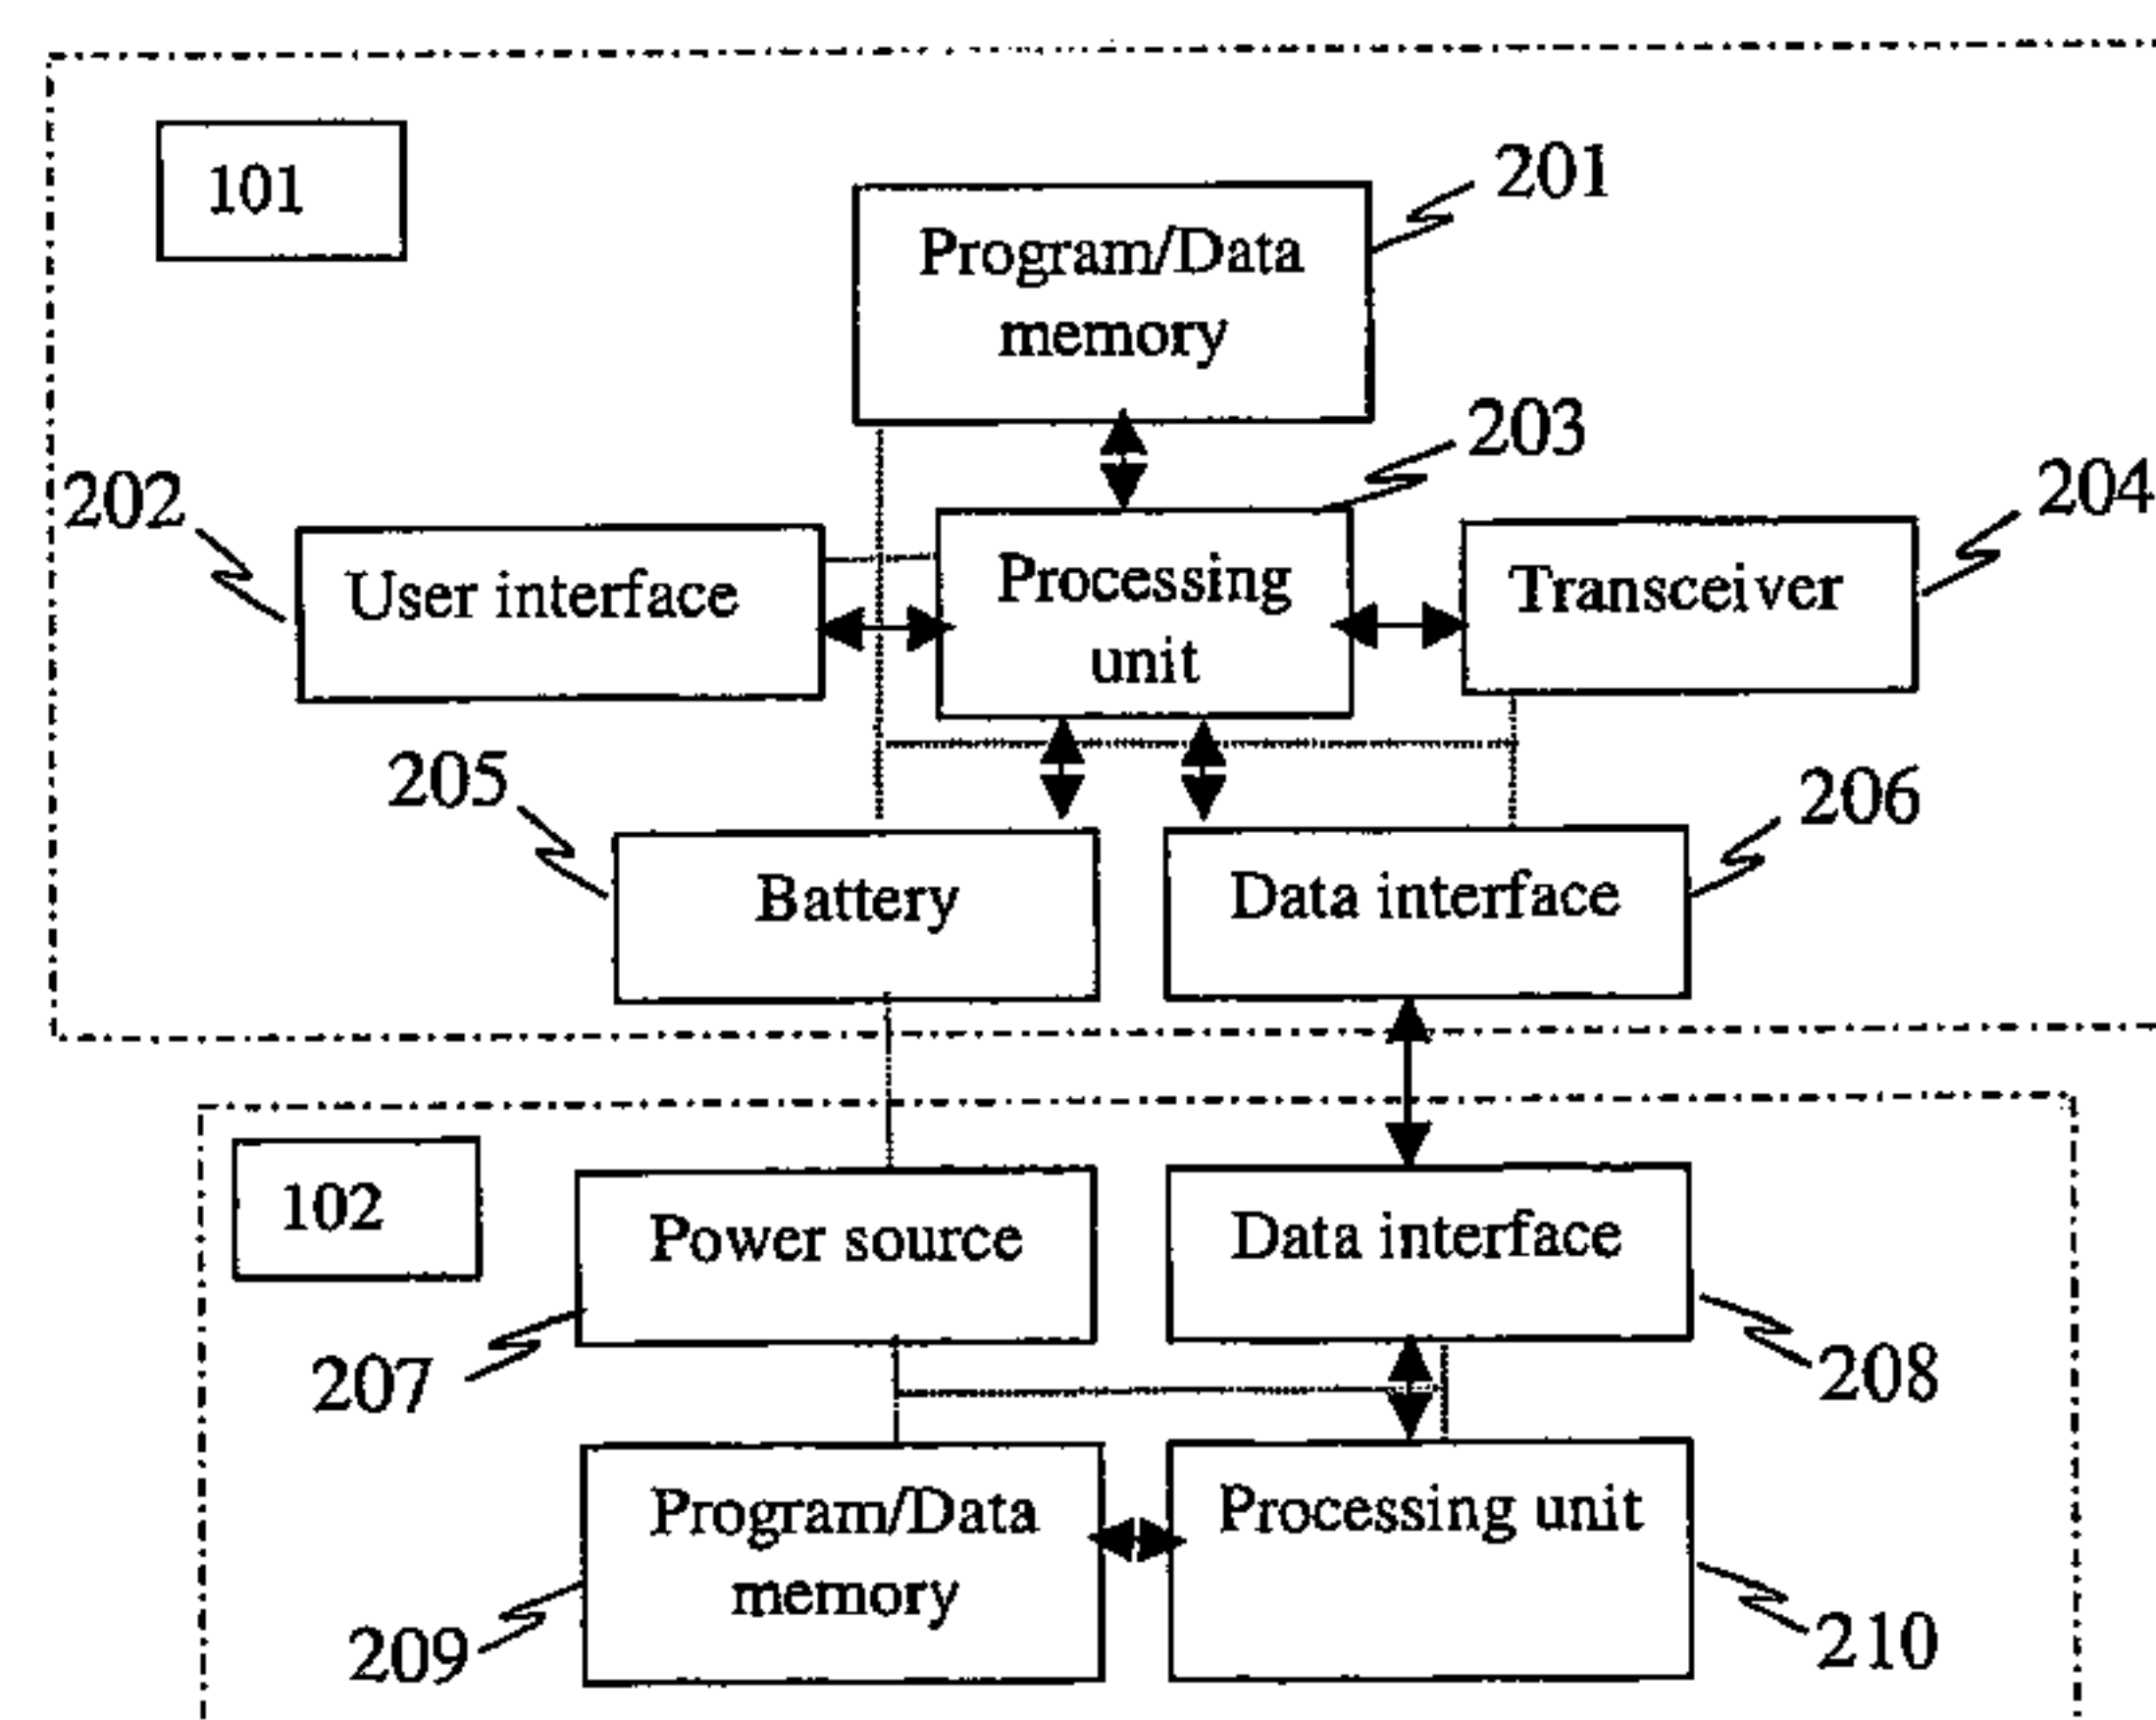 101
201
Program/Data
memory
203
202
204
User interface
Processing
unit
Transceiver
205
206
Battery
Data interface
102
Power source
Data interface
207
208
Program/Data
memory
Processing unit
209
210